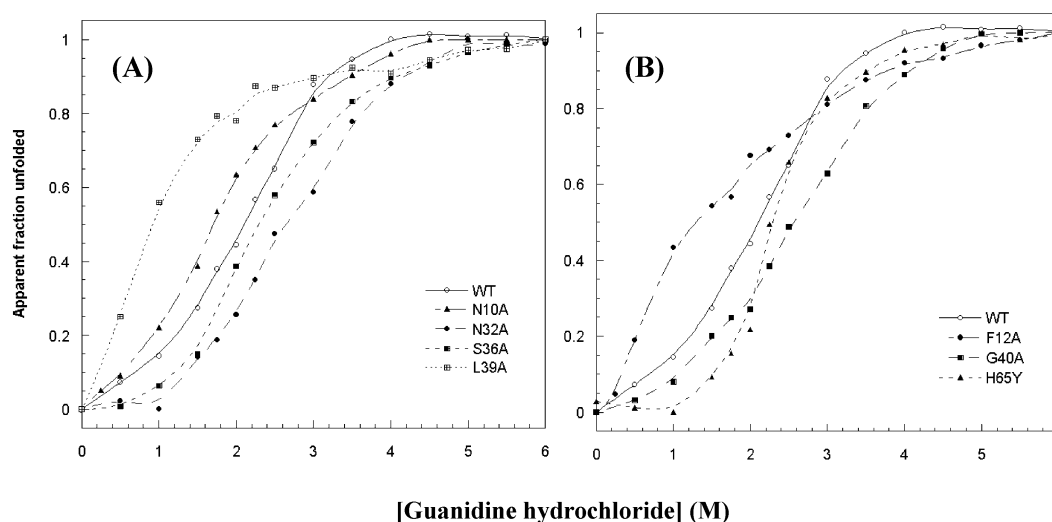 (A)
Apparent fraction unfolded
1
0.8
0.6
0.4
0.2
0
WT
N10A
N32A
S36A
L39A
0 1 2 3 4 5 6
(B)
1
0.8
0.6
0.4
0.2
0
WT
F12A
G40A
H65Y
0 1 2 3 4 5
[Guanidine hydrochloride] (M)